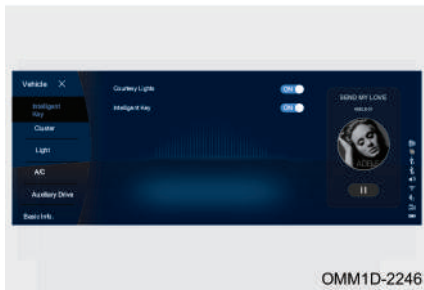 Vehicle
Intelligent
Key
Cluster
Light
A/C
Auxiliary Drive
Basic Info.
Courtesy Lights
ON
Intelligent Key
ON
SEND MY LOVE
ADELE
OMM1D-2246